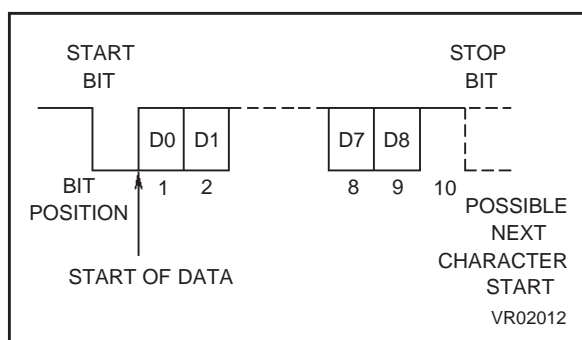 START BIT
STOP BIT
D0 D1 D7 D8
BIT POSITION
1 2 8 9 10
POSSIBLE NEXT CHARACTER START
START OF DATA
VR02012